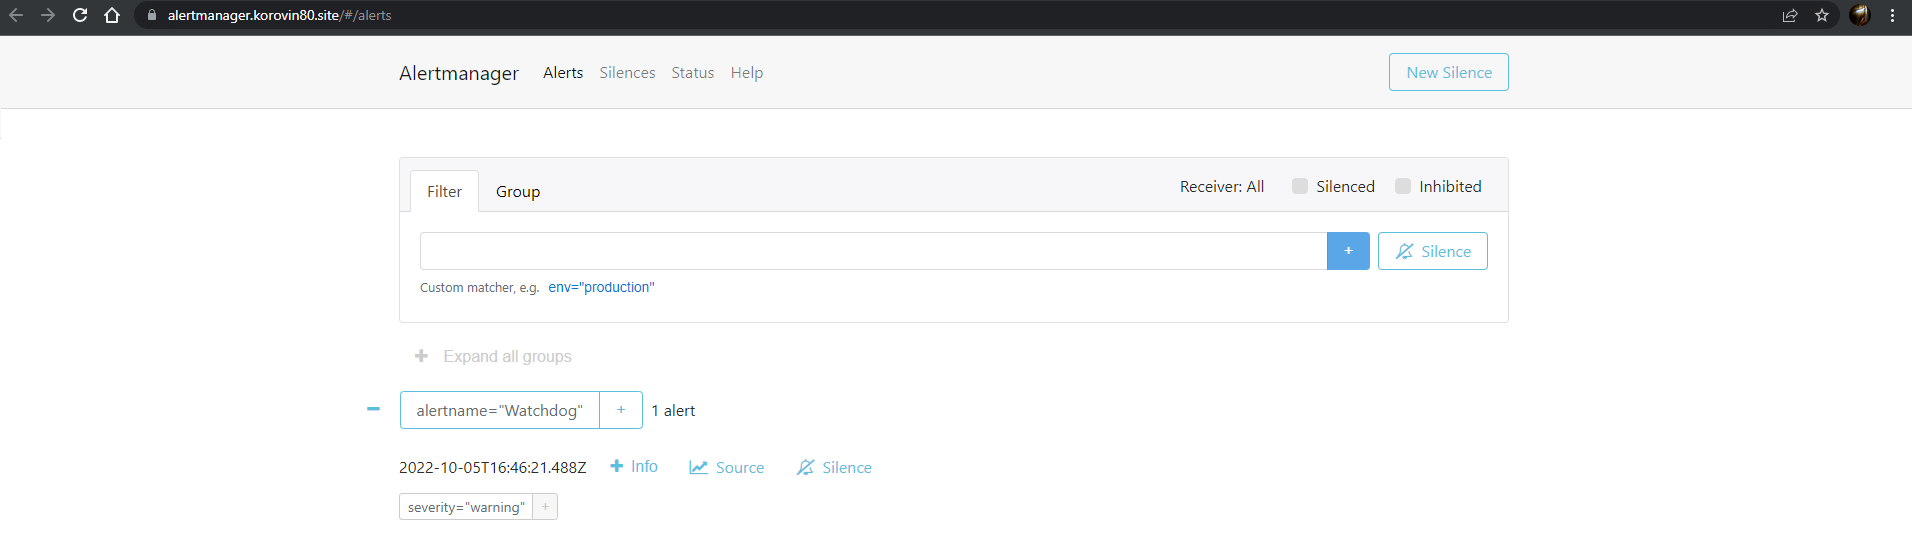 alertmanager.korovin80.site/#/alerts
Alertmanager Alerts Silences Status Help New Silence
Filter Group Receiver: All Silenced Inhibited
+ Silence
Custom matcher, e.g. env="production"
+ Expand all groups
alertname="Watchdog" + 1 alert
2022-10-05T16:46:21.488Z + Info Source Silence
severity="warning" +